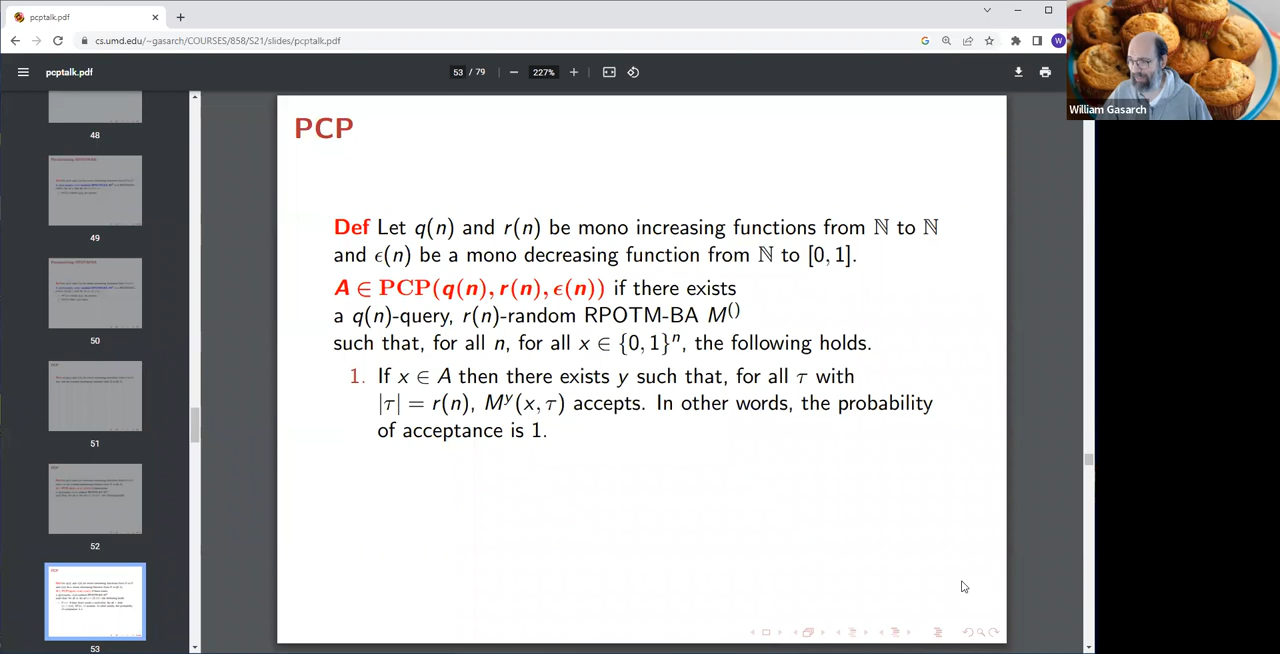 pcptalk.pdf
cs.umd.edu/~gasarch/COURSES/858/S21/slides/pcptalk.pdf
W
pcptalk.pdf
53 / 79
227%
William Gasarch
48
49
50
51
52
53
PCP
PCP
PCP
PCP
Def Let q(n) and r(n) be mono increasing functions from ℕ to ℕ
and ϵ(n) be a mono decreasing function from ℕ to [0, 1].
A ∈ PCP(q(n), r(n), ϵ(n)) if there exists
a q(n)-query, r(n)-random RPOTM-BA M⁽⁾
such that, for all n, for all x ∈ {0, 1}ⁿ, the following holds.
1. If x ∈ A then there exists y such that, for all τ with
|τ| = r(n), Mʸ(x, τ) accepts. In other words, the probability
of acceptance is 1.